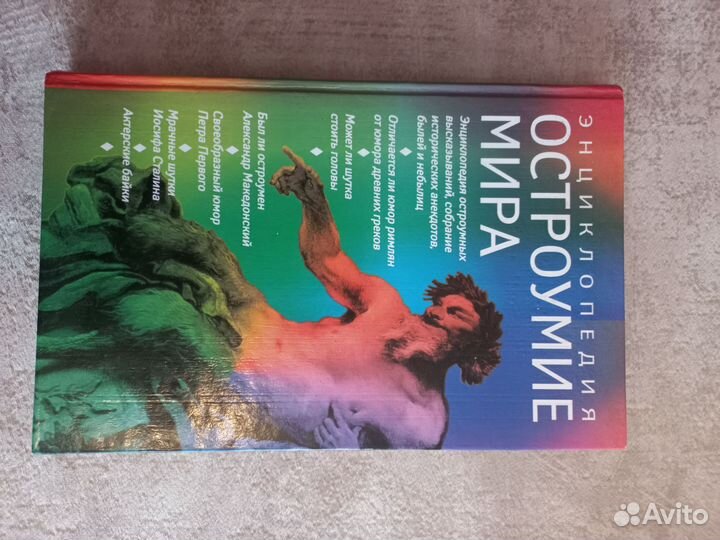 ЭНЦИКЛОПЕДИЯ
ОСТРОУМИЕ
МИРА
Энциклопедия остроумных
высказываний, собрание
исторических анекдотов,
былей и небылиц
Отличается ли юмор римлян
от юмора древних греков
Может ли шутка
стоить головы
Был ли остроумен
Александр Македонский
Своеобразный юмор
Петра Первого
Мрачные шутки
Иосифа Сталина
Актерские байки
Avito